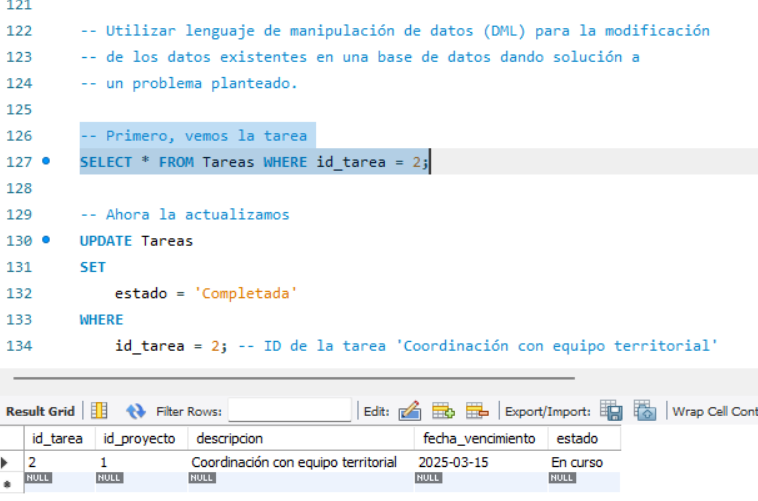 121
122 -- Utilizar lenguaje de manipulación de datos (DML) para la modificación
123 -- de los datos existentes en una base de datos dando solución a
124 -- un problema planteado.
125
126 -- Primero, vemos la tarea
127 SELECT * FROM Tareas WHERE id_tarea = 2;
128
129 -- Ahora la actualizamos
130 UPDATE Tareas
131 SET
132 estado = 'Completada'
133 WHERE
134 id_tarea = 2; -- ID de la tarea 'Coordinación con equipo territorial'
Result Grid Filter Rows: Edit: Export/Import: Wrap Cell Cont
id_tarea id_proyecto descripcion fecha_vencimiento estado
2 1 Coordinación con equipo territorial 2025-03-15 En curso
NULL NULL NULL NULL NULL